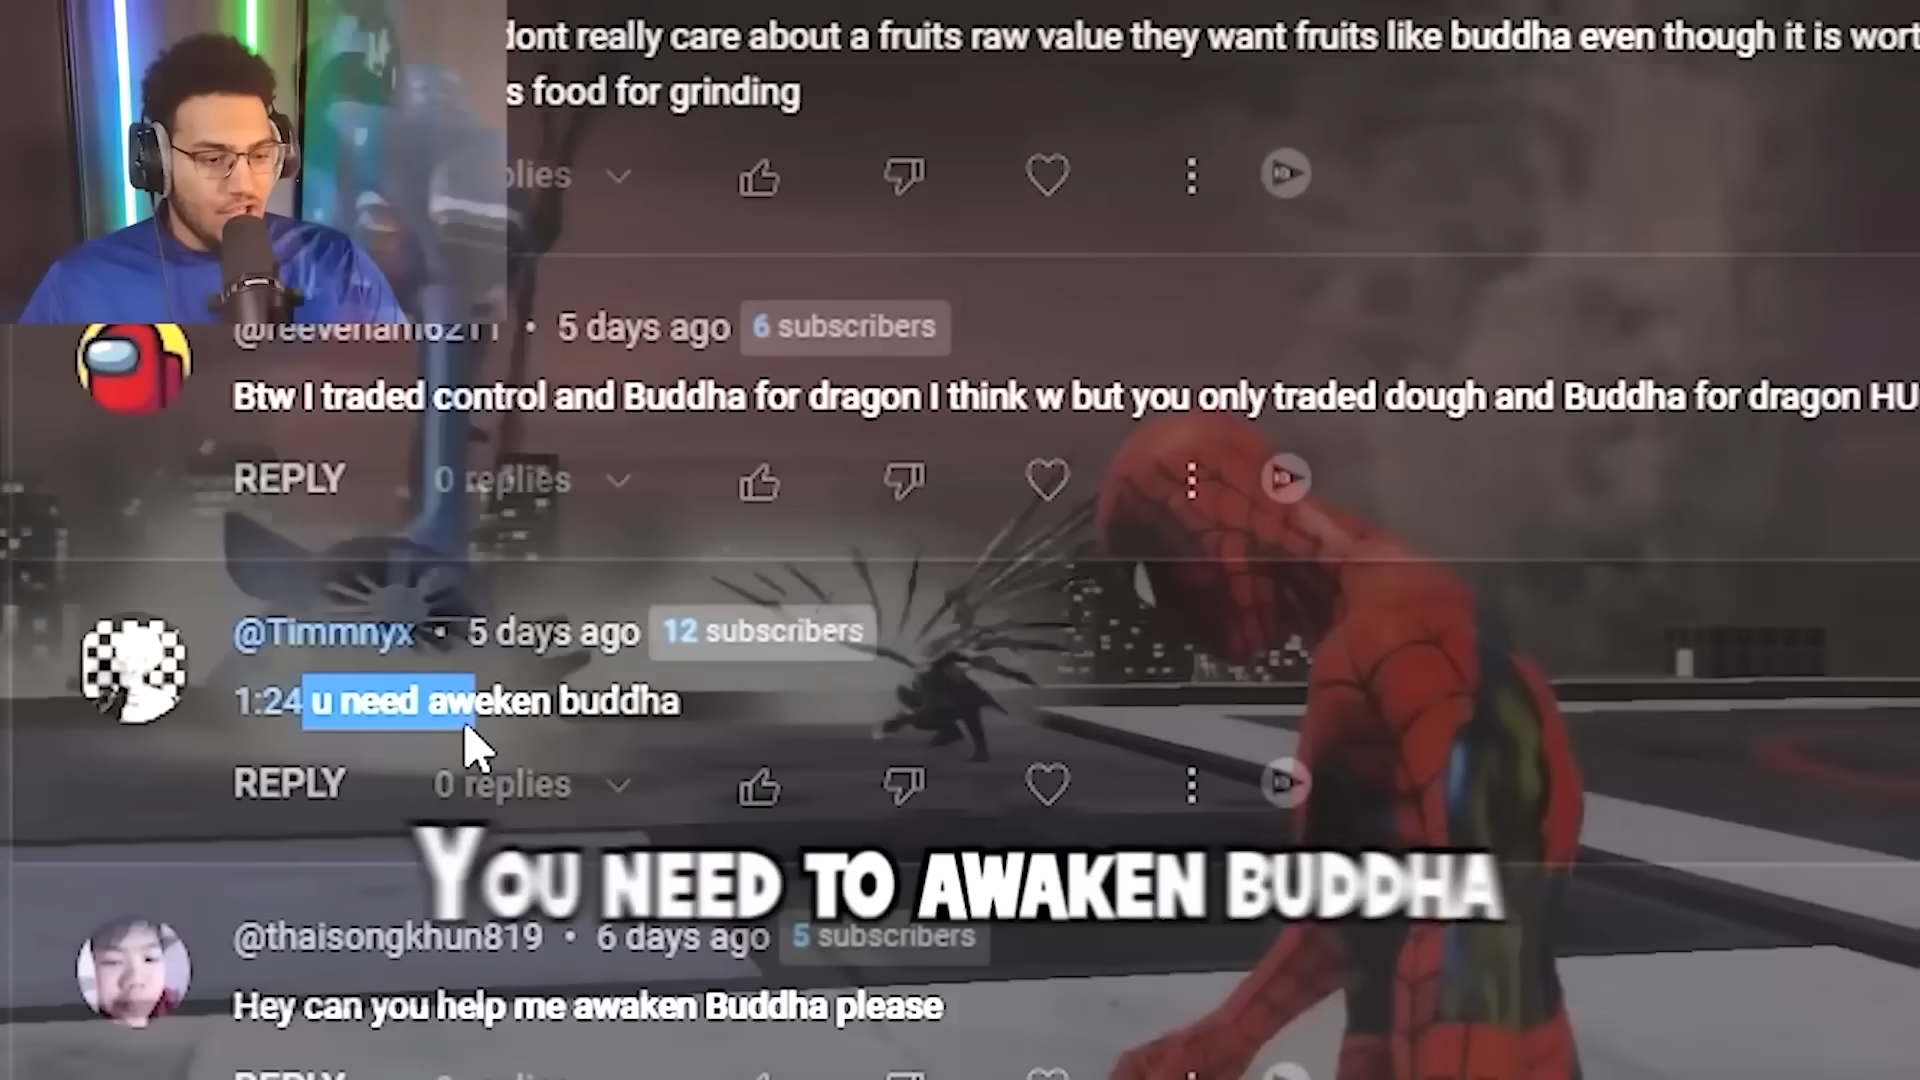 dont really care about a fruits raw value they want fruits like buddha even though it is wort
s food for grinding
plies
@reevenam6211 • 5 days ago 6 subscribers
Btw I traded control and Buddha for dragon I think w but you only traded dough and Buddha for dragon HU
REPLY 0 replies
@Timmnyx • 5 days ago 12 subscribers
1:24 u need aweken buddha
REPLY 0 replies
YOU NEED TO AWAKEN BUDDHA
@thaisongkhun819 • 6 days ago 5 subscribers
Hey can you help me awaken Buddha please
REPLY